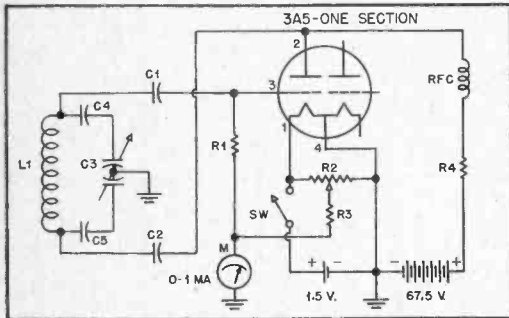 3A5-ONE SECTION
2
RFC
C1
C4
3
L1
C3
R1
1
4
R2
R4
SW
R3
C5
C2
M
0-1 MA
+ -
- +
1.5 V.
67.5 V.